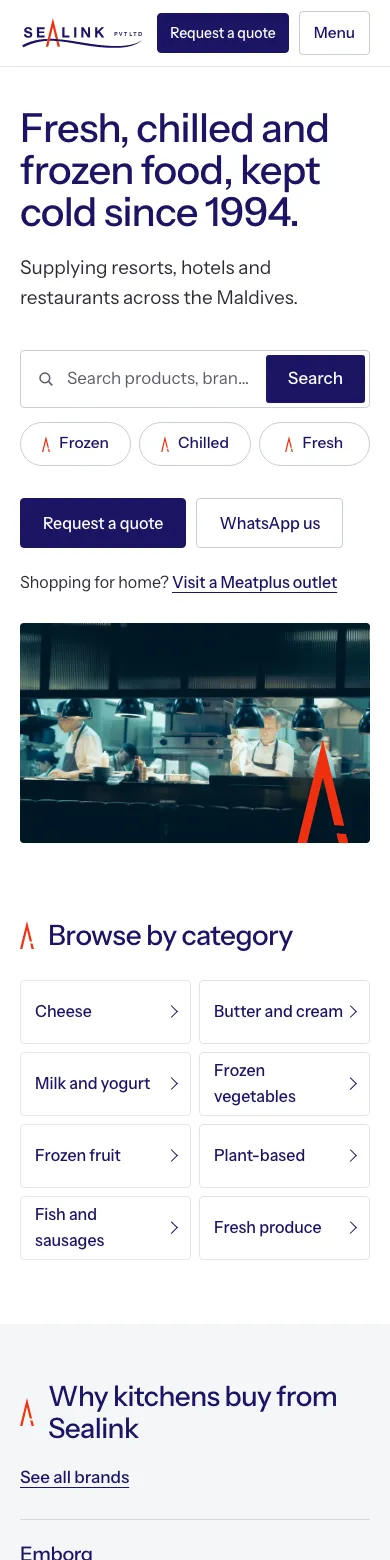 SEALINK PVT LTD
Request a quote
Menu
Fresh, chilled and
frozen food, kept
cold since 1994.
Supplying resorts, hotels and
restaurants across the Maldives.
Search products, bran...
Search
Frozen
Chilled
Fresh
Request a quote
WhatsApp us
Shopping for home? Visit a Meatplus outlet
Browse by category
Cheese
Butter and cream
Milk and yogurt
Frozen
vegetables
Frozen fruit
Plant-based
Fish and
sausages
Fresh produce
Why kitchens buy from
Sealink
See all brands
Emborg